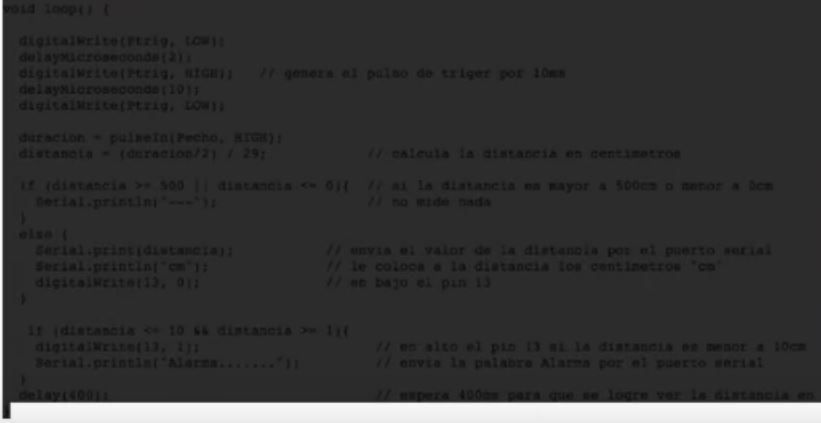 void loop() {
digitalWrite(Ptrig, LOW);
delayMicroseconds(2);
digitalWrite(Ptrig, HIGH); // genera el pulso de triger por 10ms
delayMicroseconds(10);
digitalWrite(Ptrig, LOW);
duracion = pulseIn(Pecho, HIGH);
distancia = (duracion/2) / 29; // calcula la distancia en centimetros
if (distancia >= 500 || distancia <= 0){ // si la distancia es mayor a 500cm o menor a 0cm
Serial.println("---"); // no mide nada
}
else {
Serial.print(distancia); // envia el valor de la distancia por el puerto serial
Serial.println("cm"); // le coloca a la distancia los centimetros "cm"
digitalWrite(13, 0); // en bajo el pin 13
}
if (distancia <= 10 && distancia >= 1){
digitalWrite(13, 1); // en alto el pin 13 si la distancia es menor a 10cm
Serial.println("Alarma......."); // envia la palabra Alarma por el puerto serial
}
delay(400); // espera 400ms para que se logre ver la distancia en